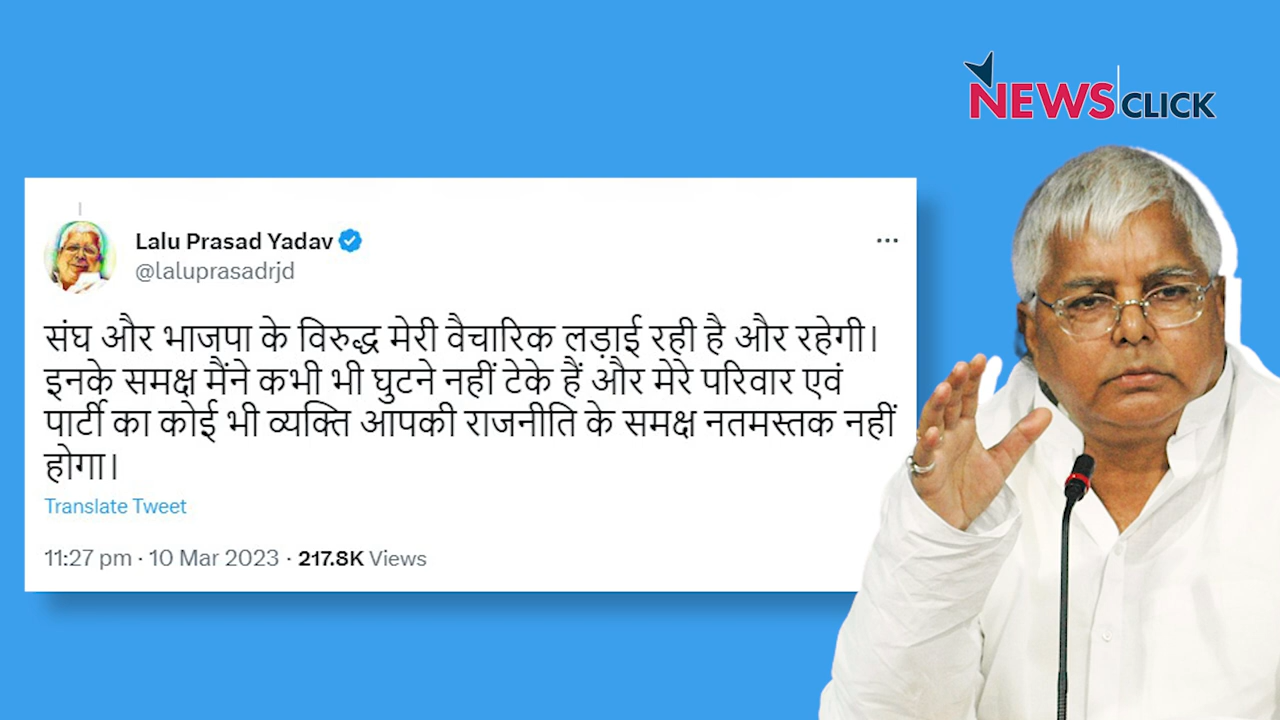 NEWSCLICK
Lalu Prasad Yadav
@laluprasadrjd
संघ और भाजपा के विरुद्ध मेरी वैचारिक लड़ाई रही है और रहेगी।
इनके समक्ष मैंने कभी भी घुटने नहीं टेके हैं और मेरे परिवार एवं
पार्टी का कोई भी व्यक्ति आपकी राजनीति के समक्ष नतमस्तक नहीं
होगा।
Translate Tweet
11:27 pm · 10 Mar 2023 · 217.8K Views